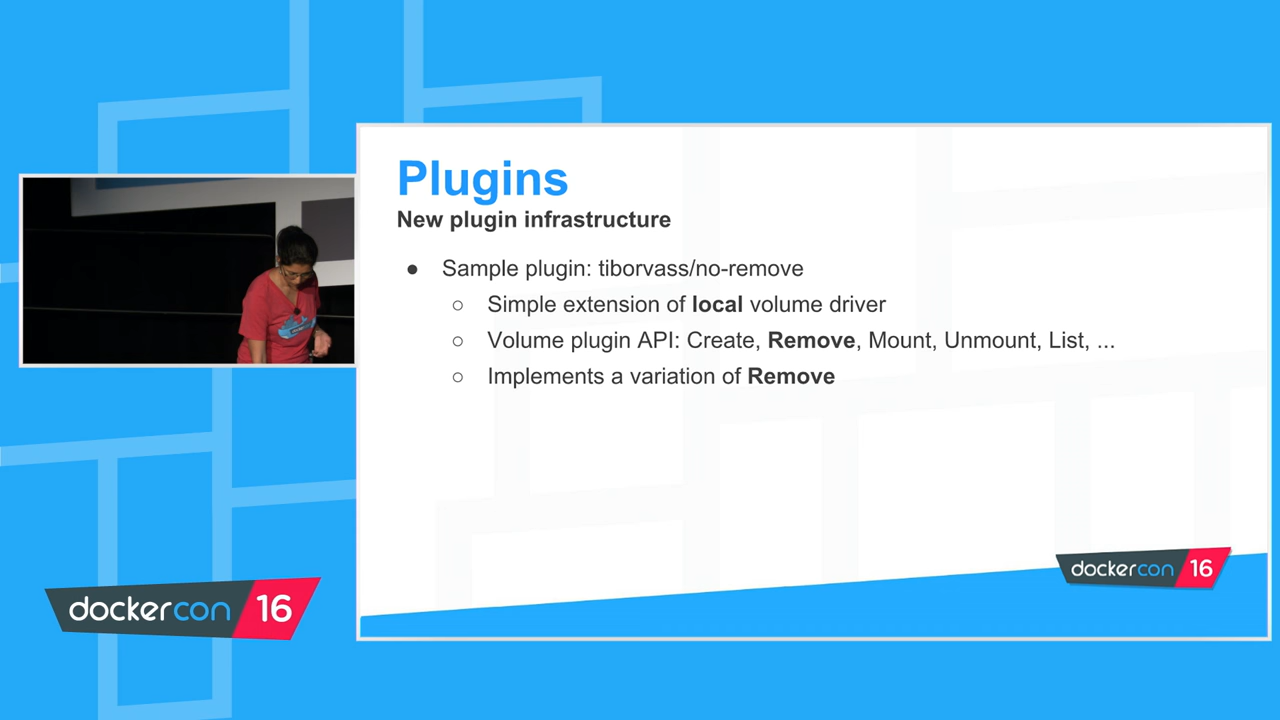 Plugins
New plugin infrastructure
● Sample plugin: tiborvass/no-remove
○ Simple extension of local volume driver
○ Volume plugin API: Create, Remove, Mount, Unmount, List, ...
○ Implements a variation of Remove
dockercon 16
dockercon 16